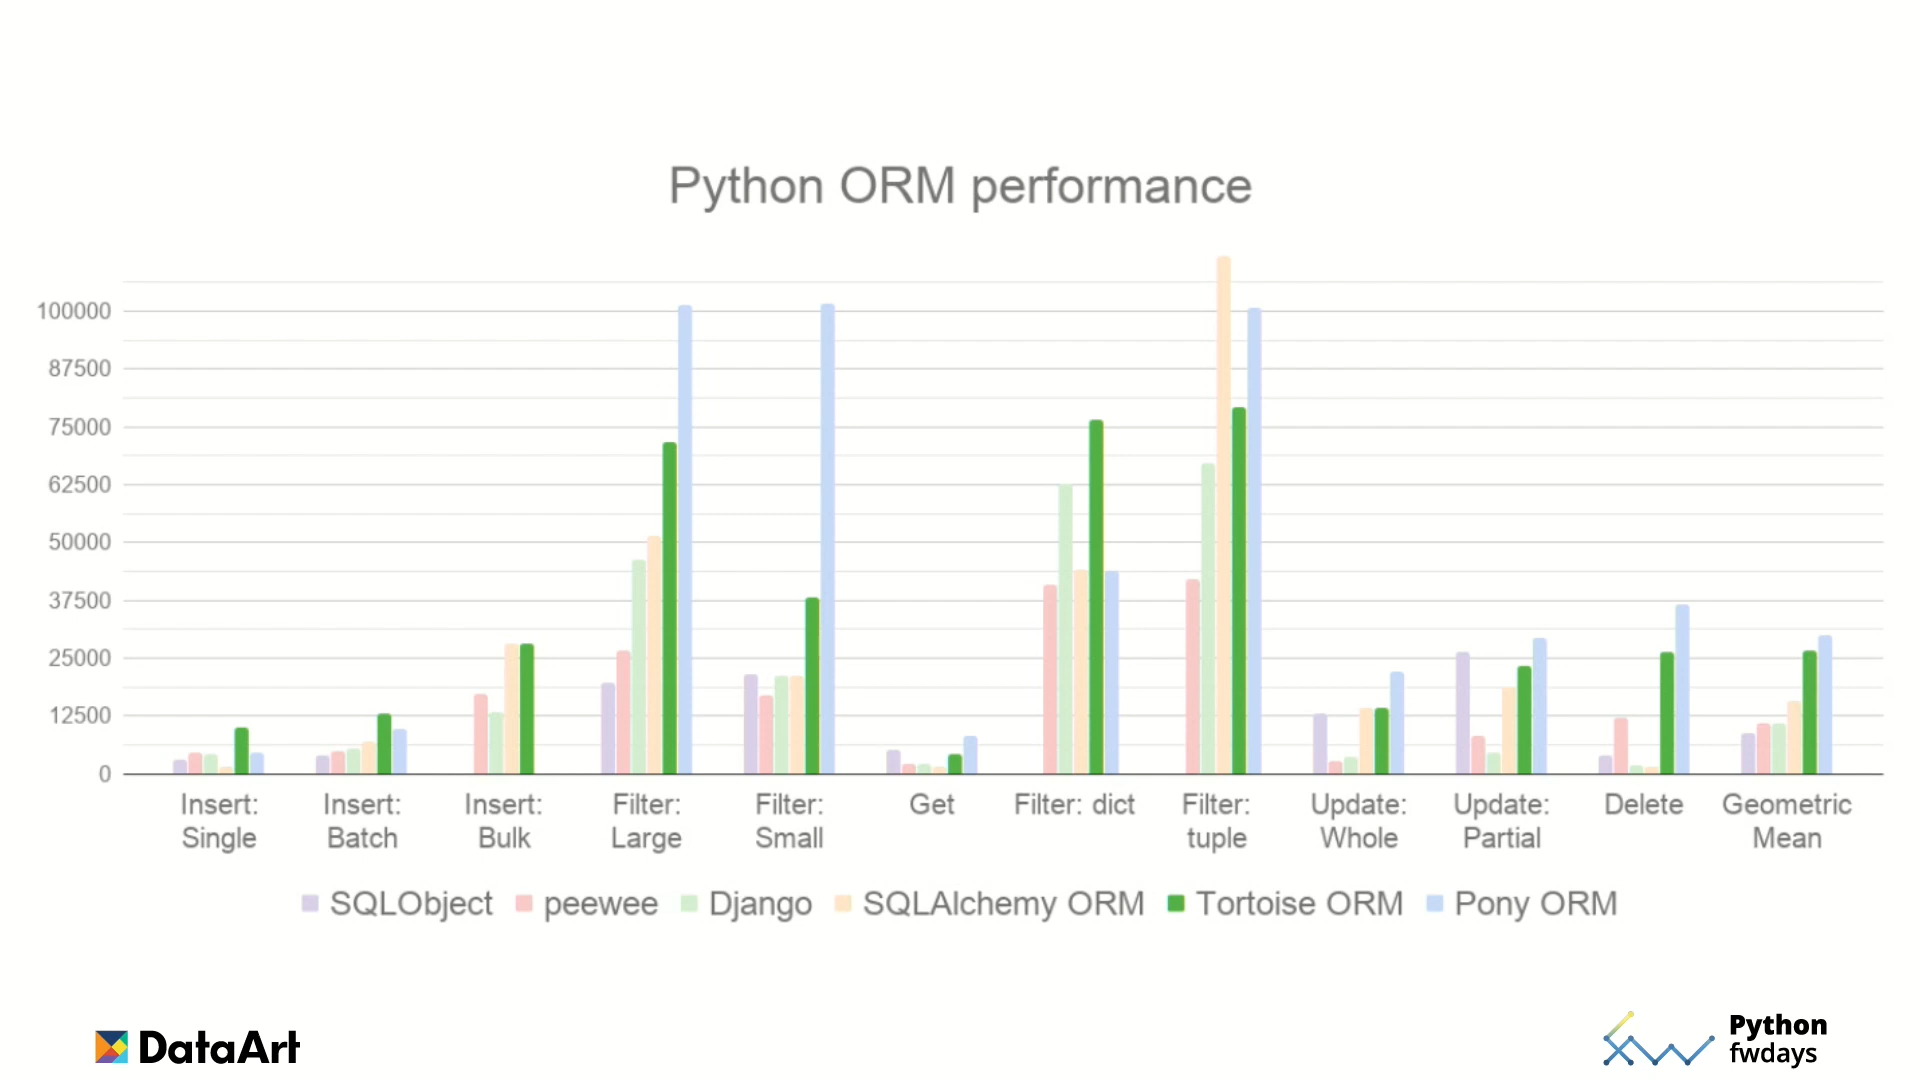 Python ORM performance
100000
87500
75000
62500
50000
37500
25000
12500
0
Insert: Single
Insert: Batch
Insert: Bulk
Filter: Large
Filter: Small
Get
Filter: dict
Filter: tuple
Update: Whole
Update: Partial
Delete
Geometric Mean
SQLObject peewee Django SQLAlchemy ORM Tortoise ORM Pony ORM
DataArt
Python
fwdays